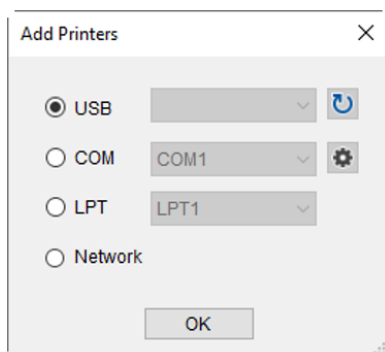 Add Printers
USB
COM COM1
LPT LPT1
Network
OK